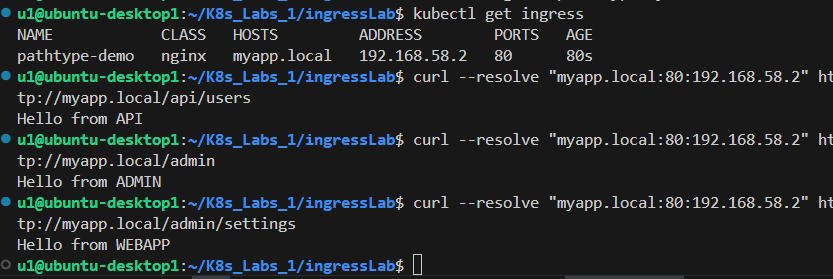 u1@ubuntu-desktop1:~/K8s_Labs_1/ingressLab$ kubectl get ingress
NAME CLASS HOSTS ADDRESS PORTS AGE
pathtype-demo nginx myapp.local 192.168.58.2 80 80s
u1@ubuntu-desktop1:~/K8s_Labs_1/ingressLab$ curl --resolve "myapp.local:80:192.168.58.2" ht
tp://myapp.local/api/users
Hello from API
u1@ubuntu-desktop1:~/K8s_Labs_1/ingressLab$ curl --resolve "myapp.local:80:192.168.58.2" ht
tp://myapp.local/admin
Hello from ADMIN
u1@ubuntu-desktop1:~/K8s_Labs_1/ingressLab$ curl --resolve "myapp.local:80:192.168.58.2" ht
tp://myapp.local/admin/settings
Hello from WEBAPP
u1@ubuntu-desktop1:~/K8s_Labs_1/ingressLab$